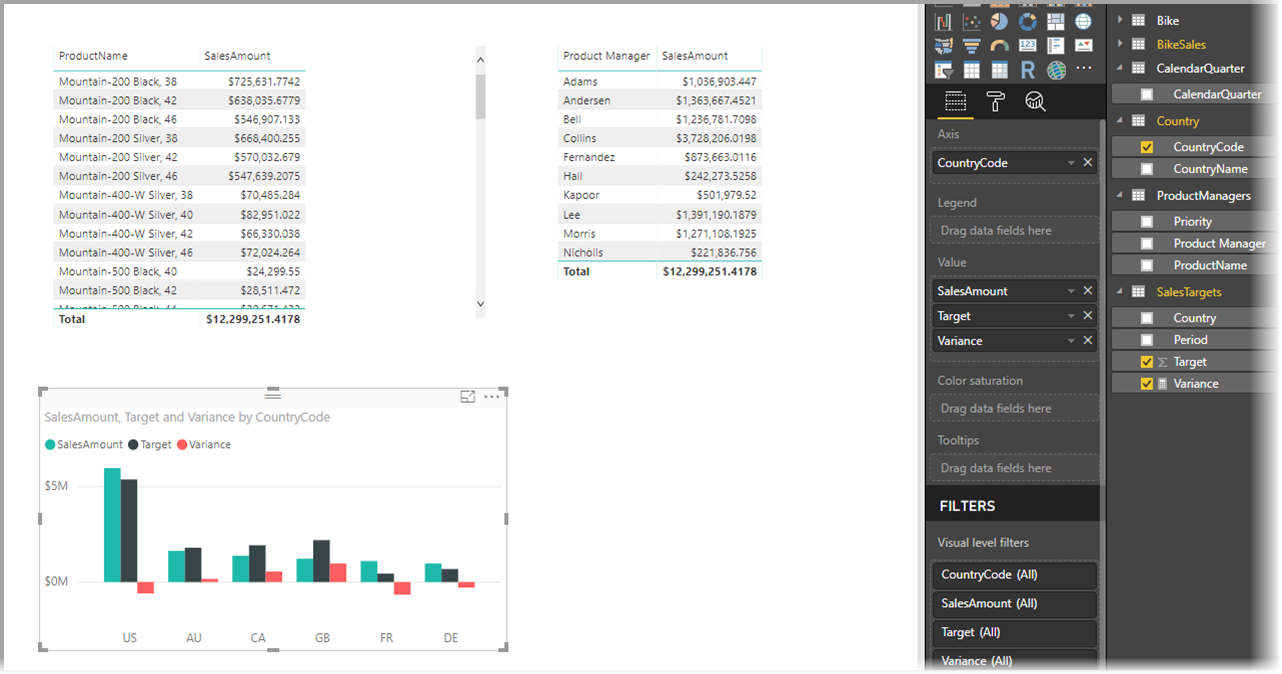 ProductName SalesAmount
Mountain-200 Black, 38 $725,631.7742
Mountain-200 Black, 42 $638,035.6779
Mountain-200 Black, 46 $546,907.133
Mountain-200 Silver, 38 $668,400.255
Mountain-200 Silver, 42 $570,032.679
Mountain-200 Silver, 46 $547,639.2075
Mountain-400-W Silver, 38 $70,485.284
Mountain-400-W Silver, 40 $82,951.022
Mountain-400-W Silver, 42 $66,330.038
Mountain-400-W Silver, 46 $72,024.264
Mountain-500 Black, 40 $24,299.55
Mountain-500 Black, 42 $28,511.472
Total $12,299,251.4178
Product Manager SalesAmount
Adams $1,036,903.447
Andersen $1,363,667.4521
Bell $1,236,781.7098
Collins $3,728,206.0198
Fernandez $873,663.0116
Hall $242,273.5258
Kapoor $501,979.52
Lee $1,391,190.1879
Morris $1,271,108.1925
Nicholls $221,836.756
Total $12,299,251.4178
SalesAmount, Target and Variance by CountryCode
SalesAmount Target Variance
$5M
$0M
US AU CA GB FR DE
123
R
Axis
CountryCode
Legend
Drag data fields here
Value
SalesAmount
Target
Variance
Color saturation
Drag data fields here
Tooltips
Drag data fields here
FILTERS
Visual level filters
CountryCode (All)
SalesAmount (All)
Target (All)
Variance (All)
Bike
BikeSales
CalendarQuarter
CalendarQuarter
Country
CountryCode
CountryName
ProductManagers
Priority
Product Manager
ProductName
SalesTargets
Country
Period
Σ Target
Variance